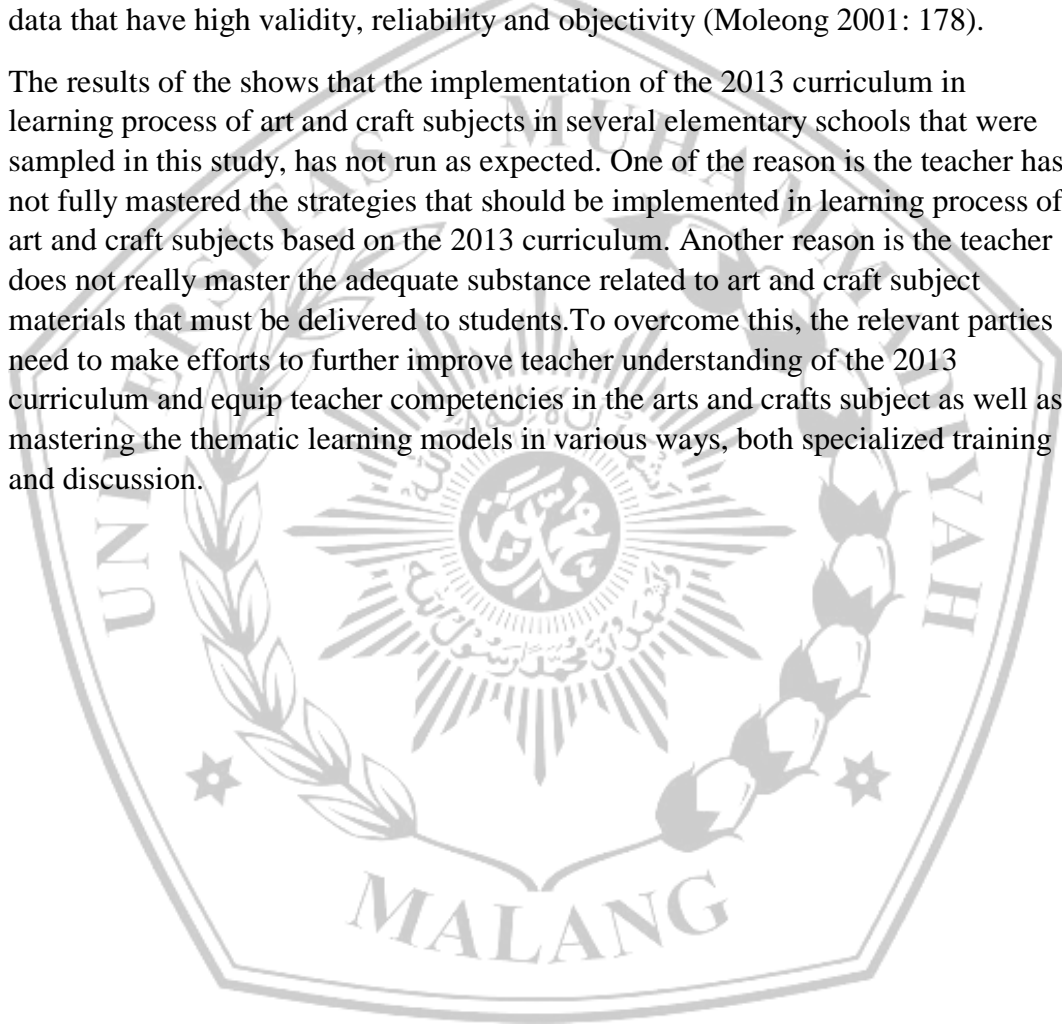 data that have high validity, reliability and objectivity (Moleong 2001: 178).
The results of the shows that the implementation of the 2013 curriculum in
learning process of art and craft subjects in several elementary schools that were
sampled in this study, has not run as expected. One of the reason is the teacher has
not fully mastered the strategies that should be implemented in learning process of
art and craft subjects based on the 2013 curriculum. Another reason is the teacher
does not really master the adequate substance related to art and craft subject
materials that must be delivered to students.To overcome this, the relevant parties
need to make efforts to further improve teacher understanding of the 2013
curriculum and equip teacher competencies in the arts and crafts subject as well as
mastering the thematic learning models in various ways, both specialized training
and discussion.
UNIVERSITAS MUHAMMADIYAH
MALANG